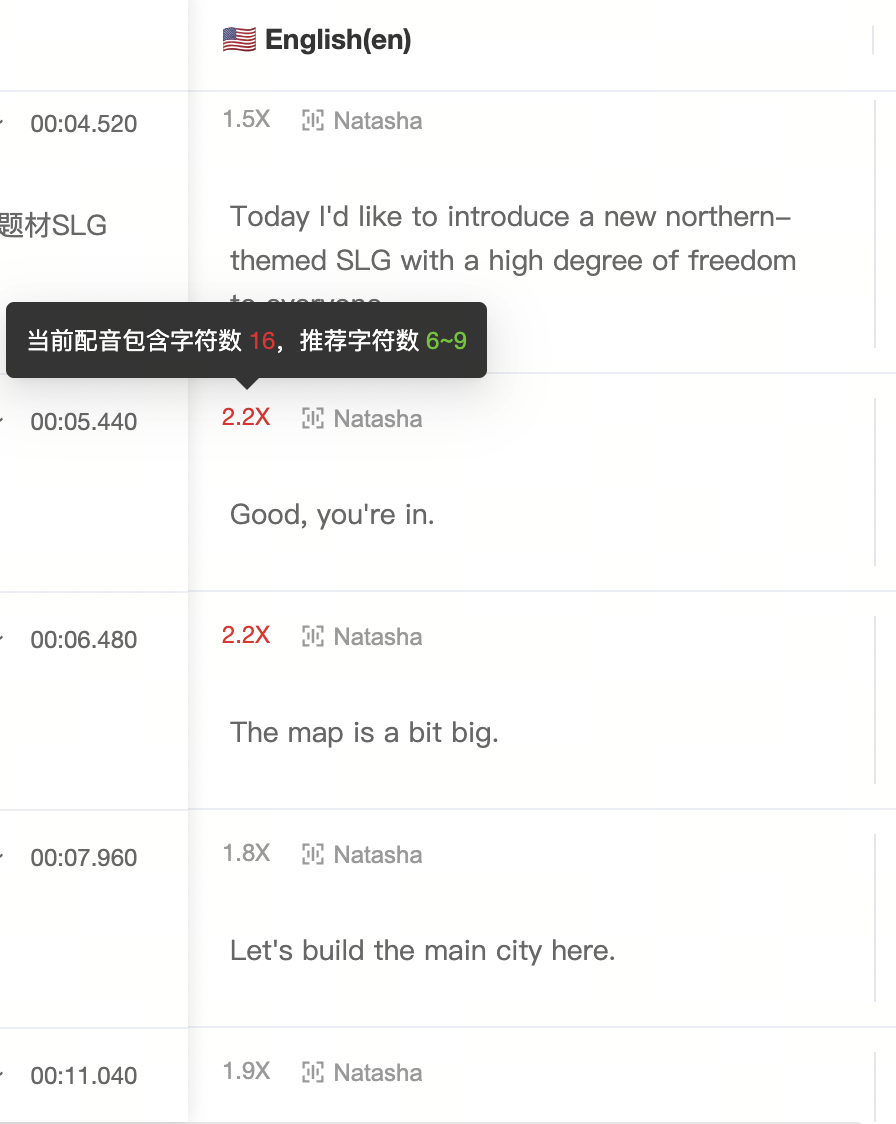 English(en)
00:04.520
1.5X Natasha
题材SLG
Today I'd like to introduce a new northern-
themed SLG with a high degree of freedom
to everyone
当前配音包含字符数 16，推荐字符数 6~9
00:05.440
2.2X Natasha
Good, you're in.
00:06.480
2.2X Natasha
The map is a bit big.
00:07.960
1.8X Natasha
Let's build the main city here.
00:11.040
1.9X Natasha